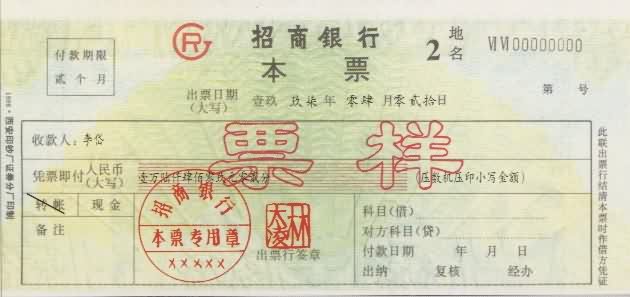 招商银行
本 票
2
地名
VⅠⅤⅠ00000000
付款期限
贰个月
出票日期
(大写)
壹玖 玖柒年 零肆 月零贰拾日
第 号
收款人:李岱
票样
凭票即付 人民币
(大写)
(压数机压印小写金额)
转帐 现金
备注
招商银行
本票专用章
×××××
出票行签章
科目(借)
对方科目(贷)
付款日期 年 月 日
出纳 复核 经办
此联出票行结清本票时作借方凭证